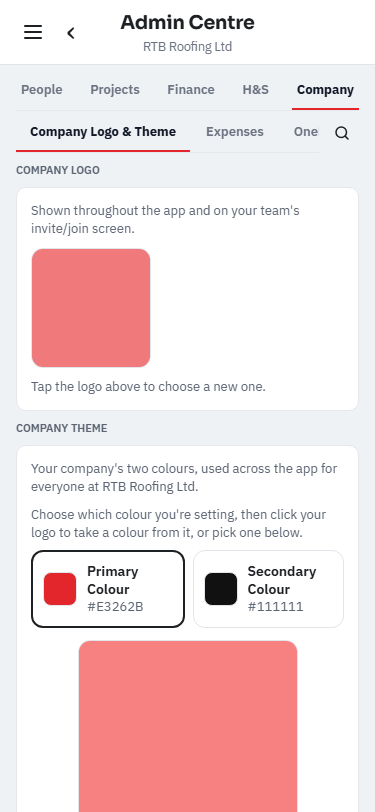 Admin Centre
RTB Roofing Ltd
People Projects Finance H&S Company
Company Logo & Theme Expenses One
COMPANY LOGO
Shown throughout the app and on your team's
invite/join screen.
Tap the logo above to choose a new one.
COMPANY THEME
Your company's two colours, used across the app for
everyone at RTB Roofing Ltd.
Choose which colour you're setting, then click your
logo to take a colour from it, or pick one below.
Primary
Colour
#E3262B
Secondary
Colour
#111111